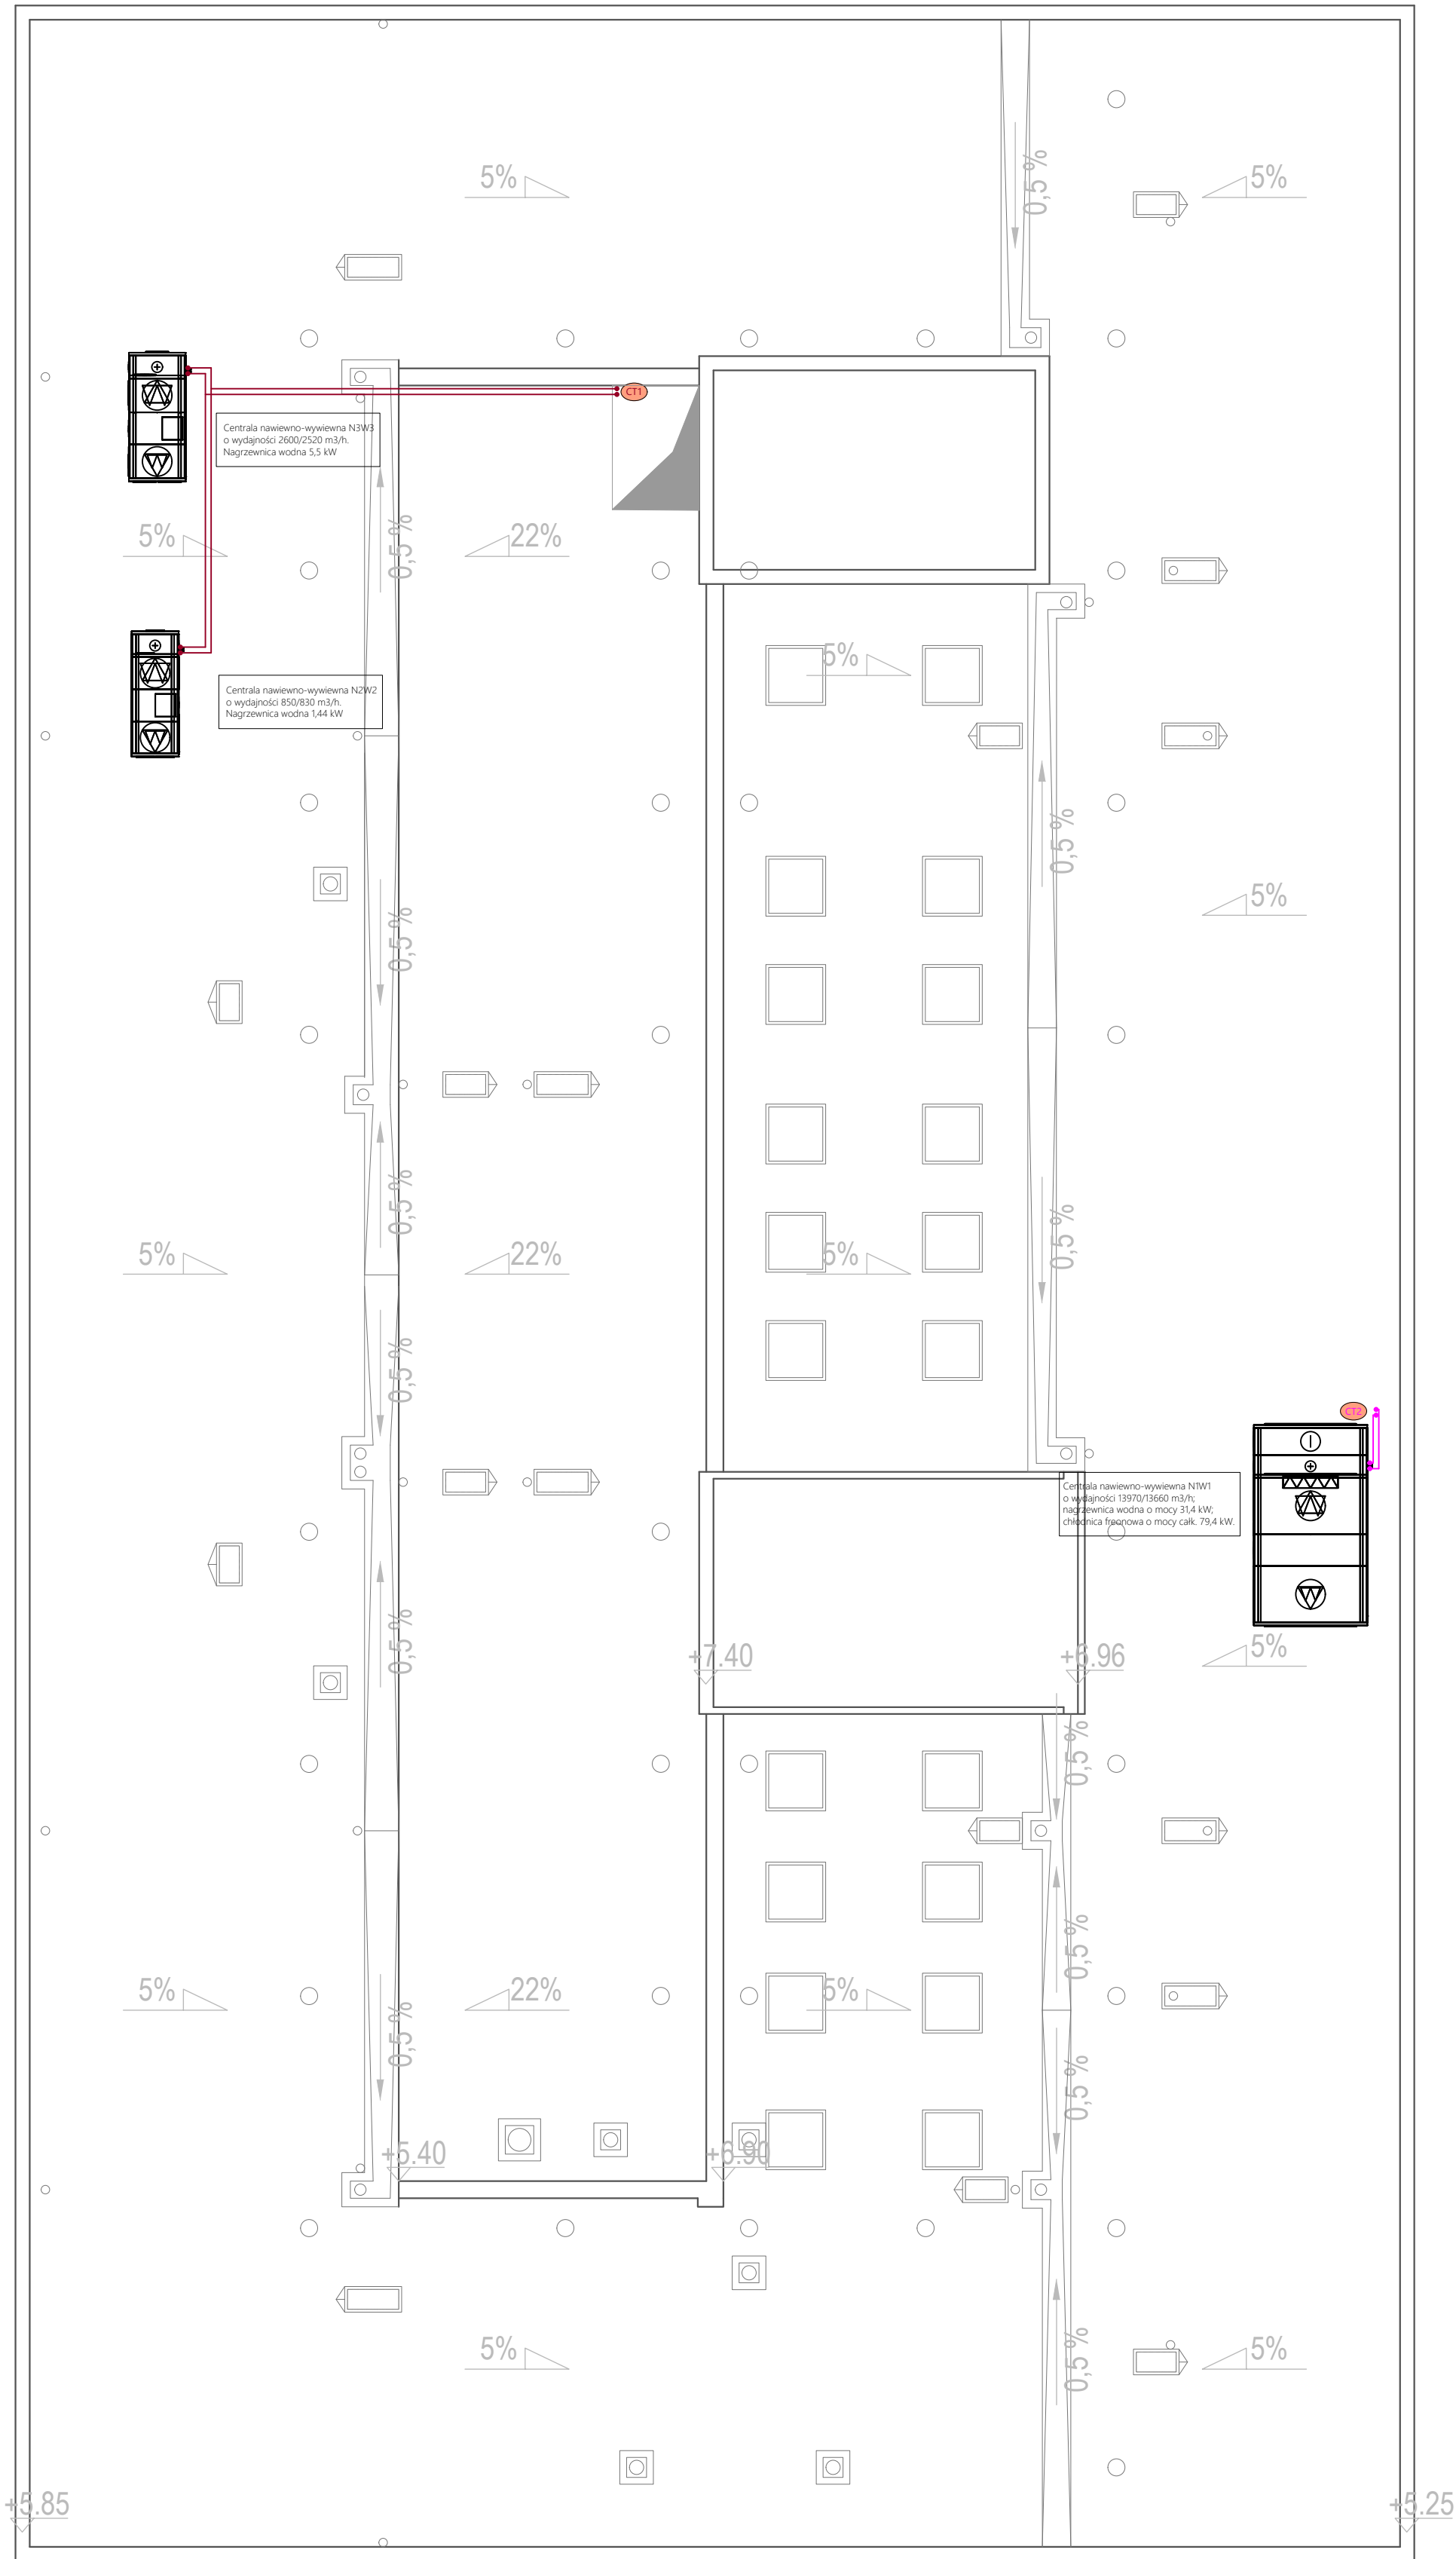 5%
0,5 %
5%
CT1
Centrala nawiewno-wywiewna N3W3
o wydajności 2600/2520 m3/h.
Nagrzewnica wodna 5,5 kW
5%
0,5 %
22%
5%
Centrala nawiewno-wywiewna N2W2
o wydajności 850/830 m3/h.
Nagrzewnica wodna 1,44 kW
0,5 %
5%
0,5 %
0,5 %
0,5 %
5%
22%
5%
0,5 %
CT2
Centrala nawiewno-wywiewna N1W1
o wydajności 13970/13660 m3/h;
nagrzewnica wodna o mocy 31,4 kW;
chłodnica freonowa o mocy całk. 79,4 kW.
0,5 %
+7.40
+6.96
5%
0,5 %
0,5 %
5%
22%
5%
0,5 %
0,5 %
+5.40
+6.90
5%
0,5 %
5%
+5.85
+5.25